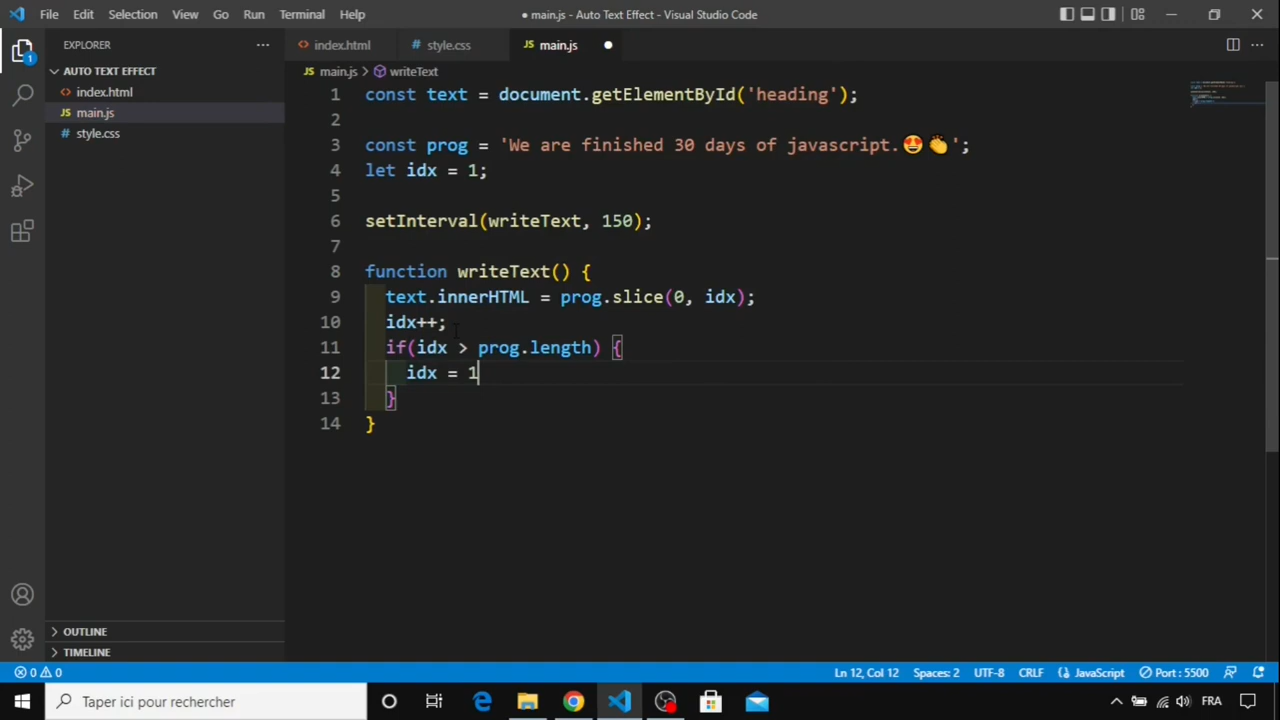 File Edit Selection View Go Run Terminal Help
● main.js - Auto Text Effect - Visual Studio Code
EXPLORER
AUTO TEXT EFFECT
index.html
JS main.js
# style.css
index.html
# style.css
JS main.js
JS main.js > writeText
1 const text = document.getElementById('heading');
2
3 const prog = 'We are finished 30 days of javascript.🤩👏';
4 let idx = 1;
5
6 setInterval(writeText, 150);
7
8 function writeText() {
9 text.innerHTML = prog.slice(0, idx);
10 idx++;
11 if(idx > prog.length) {
12 idx = 1
13 }
14 }
OUTLINE
TIMELINE
0 0
Ln 12, Col 12 Spaces: 2 UTF-8 CRLF {} JavaScript Port : 5500
Taper ici pour rechercher
FRA
1